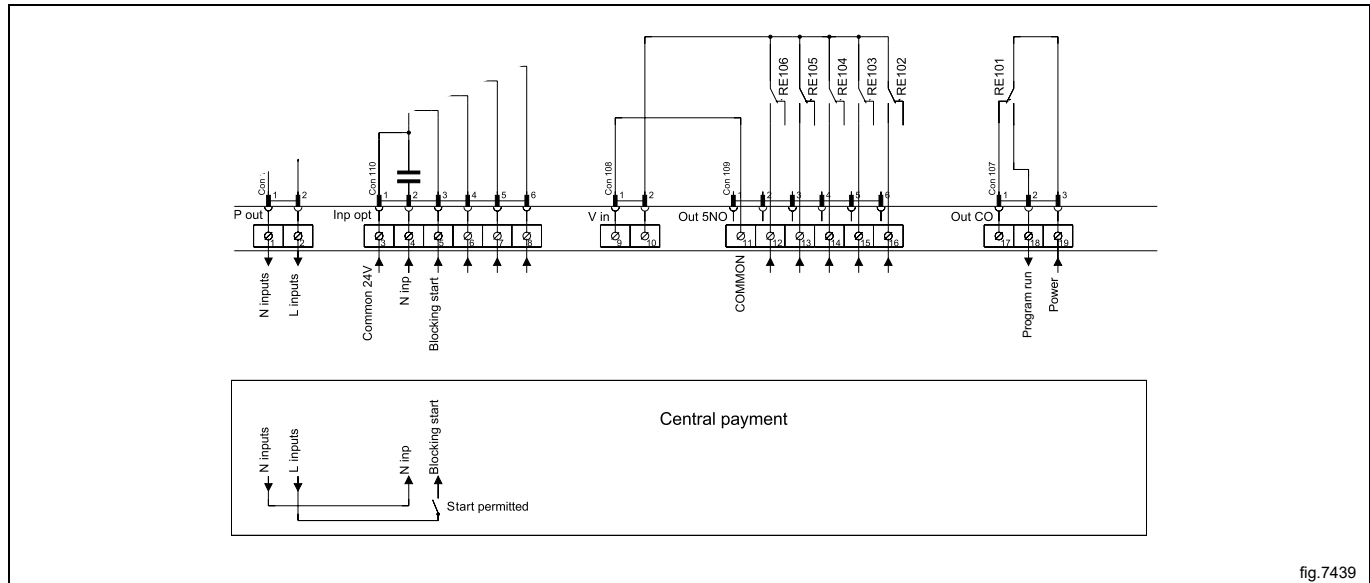 RE106
RE105
RE104
RE103
RE102
RE101
Con 110
Con 108
Con 109
Con 107
1 2
1 2 3 4 5 6
1 2
1 2 3 4 5 6
1 2 3
P out
Inp opt
V in
Out 5NO
Out CO
1 2
3 4 5 6 7 8
9 10
11 12 13 14 15 16
17 18 19
N inputs
L inputs
Common 24V
N inp
Blocking start
COMMON
Program run
Power
Central payment
N inputs
L inputs
N inp
Blocking start
Start permitted
fig.7439